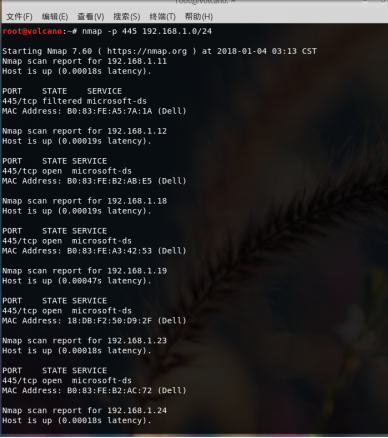 root@volcano: ~
文件(F) 编辑(E) 查看(V) 搜索(S) 终端(T) 帮助(H)
root@volcano:~# nmap -p 445 192.168.1.0/24
Starting Nmap 7.60 ( https://nmap.org ) at 2018-01-04 03:13 CST
Nmap scan report for 192.168.1.11
Host is up (0.00018s latency).
PORT    STATE    SERVICE
445/tcp filtered microsoft-ds
MAC Address: B0:83:FE:A5:7A:1A (Dell)
Nmap scan report for 192.168.1.12
Host is up (0.00019s latency).
PORT    STATE SERVICE
445/tcp open  microsoft-ds
MAC Address: B0:83:FE:B2:AB:E5 (Dell)
Nmap scan report for 192.168.1.18
Host is up (0.00019s latency).
PORT    STATE SERVICE
445/tcp open  microsoft-ds
MAC Address: B0:83:FE:A3:42:53 (Dell)
Nmap scan report for 192.168.1.19
Host is up (0.00047s latency).
PORT    STATE SERVICE
445/tcp open  microsoft-ds
MAC Address: 18:DB:F2:50:D9:2F (Dell)
Nmap scan report for 192.168.1.23
Host is up (0.00018s latency).
PORT    STATE SERVICE
445/tcp open  microsoft-ds
MAC Address: B0:83:FE:B2:AC:72 (Dell)
Nmap scan report for 192.168.1.24
Host is up (0.00018s latency).